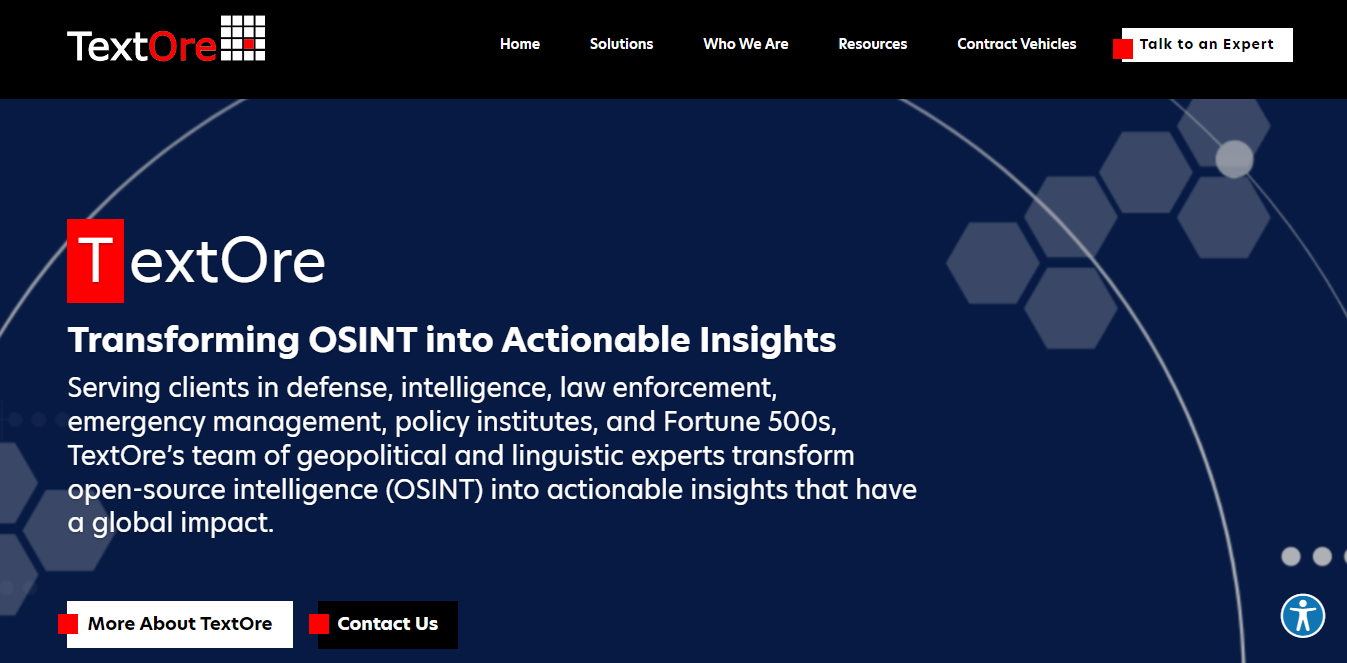 TextOre
Home
Solutions
Who We Are
Resources
Contract Vehicles
Talk to an Expert
TextOre
Transforming OSINT into Actionable Insights
Serving clients in defense, intelligence, law enforcement,
emergency management, policy institutes, and Fortune 500s,
TextOre’s team of geopolitical and linguistic experts transform
open-source intelligence (OSINT) into actionable insights that have
a global impact.
More About TextOre
Contact Us